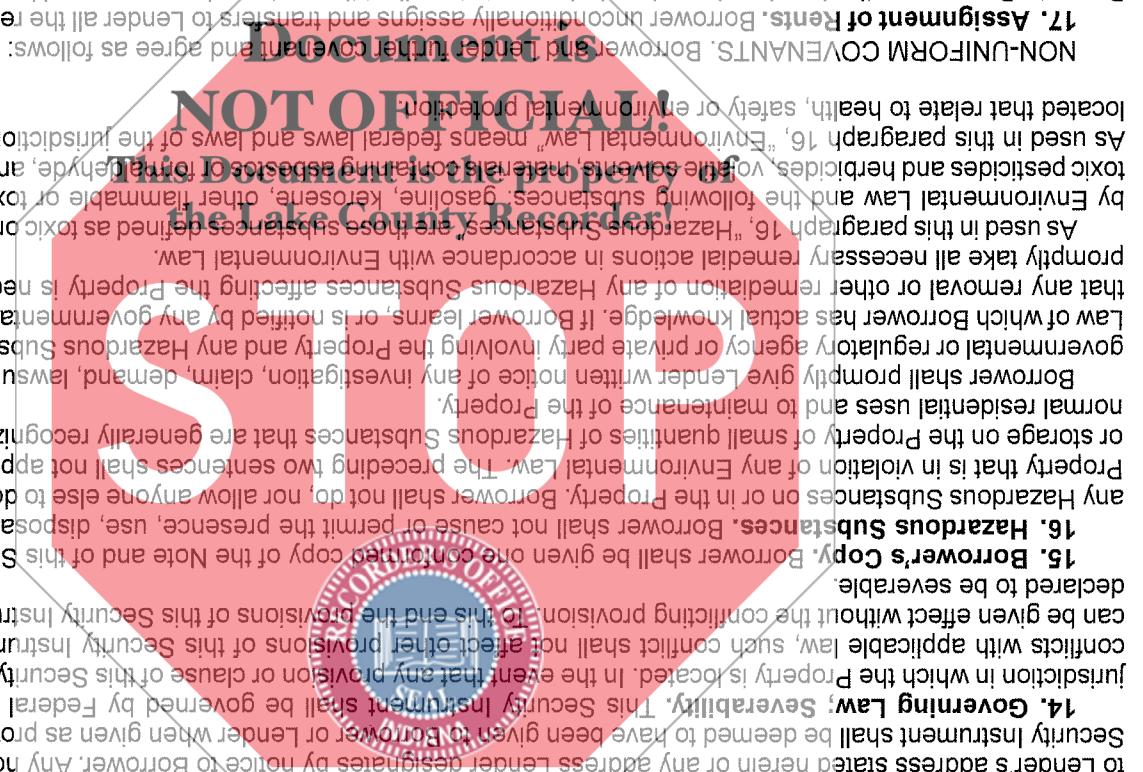 Document is
NOT OFFICIAL!
This Document is the property of
the Lake County Recorder!
STOP
RECORDER'S OFFICE
SEAL
to Lender's address stated herein or any address Lender designates by notice to Borrower. Any no
Security Instrument shall be deemed to have been given to Borrower or Lender when given as pro
14. Governing Law; Severability. This Security Instrument shall be governed by Federal
jurisdiction in which the Property is located. In the event that any provision or clause of this Security
conflicts with applicable law, such conflict shall not affect other provisions of this Security Instrum
can be given effect without the conflicting provision. To this end the provisions of this Security Instru
declared to be severable.
15. Borrower's Copy. Borrower shall be given one conformed copy of the Note and of this S
16. Hazardous Substances. Borrower shall not cause or permit the presence, use, disposa
any Hazardous Substances on or in the Property. Borrower shall not do, nor allow anyone else to do
Property that is in violation of any Environmental Law. The preceding two sentences shall not app
or storage on the Property of small quantities of Hazardous Substances that are generally recogniz
normal residential uses and to maintenance of the Property.
Borrower shall promptly give Lender written notice of any investigation, claim, demand, lawsu
governmental or regulatory agency or private party involving the Property and any Hazardous Subs
Law of which Borrower has actual knowledge. If Borrower learns, or is notified by any governmenta
that any removal or other remediation of any Hazardous Substances affecting the Property is nec
promptly take all necessary remedial actions in accordance with Environmental Law.
As used in this paragraph 16, "Hazardous Substances" are those substances defined as toxic or
by Environmental Law and the following substances: gasoline, kerosene, other flammable or tox
toxic pesticides and herbicides, volatile solvents, materials containing asbestos or formaldehyde, an
As used in this paragraph 16, "Environmental Law" means federal laws and laws of the jurisdictio
located that relate to health, safety or environmental protection.
NON-UNIFORM COVENANTS. Borrower and Lender further covenant and agree as follows:
17. Assignment of Rents. Borrower unconditionally assigns and transfers to Lender all the re